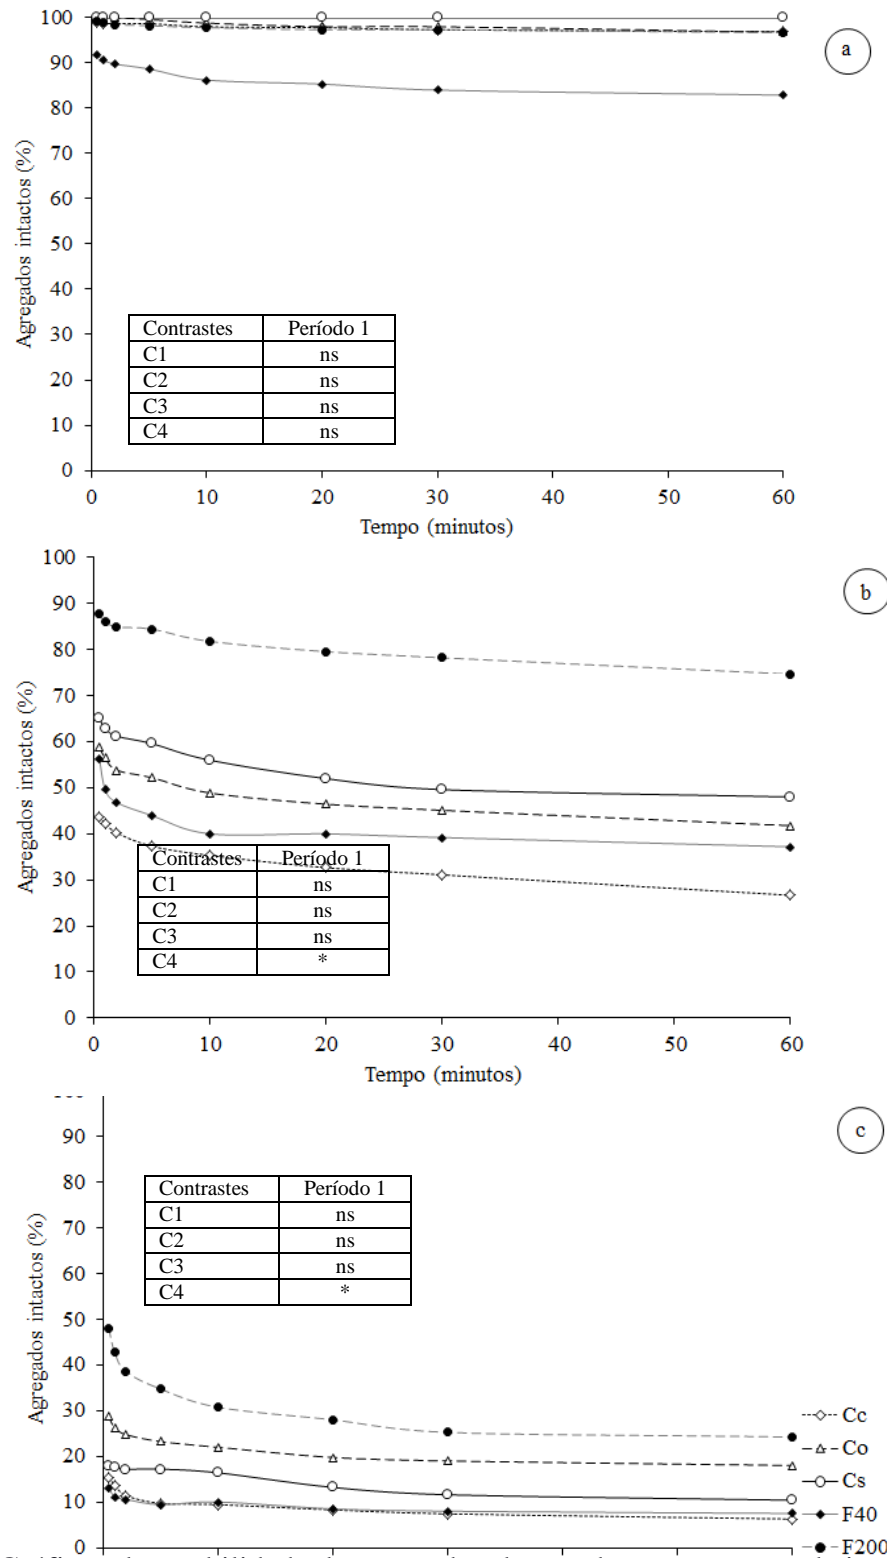 100
90
80
70
60
50
40
30
20
10
0
Agregados intactos (%)
a
Contrastes Período 1
C1 ns
C2 ns
C3 ns
C4 ns
0 10 20 30 40 50 60
Tempo (minutos)
100
90
80
70
60
50
40
30
20
10
0
Agregados intactos (%)
b
Contrastes Período 1
C1 ns
C2 ns
C3 ns
C4 *
0 10 20 30 40 50 60
Tempo (minutos)
90
80
70
60
50
40
30
20
10
0
Agregados intactos (%)
c
Contrastes Período 1
C1 ns
C2 ns
C3 ns
C4 *
Cc
Co
Cs
F40
F200